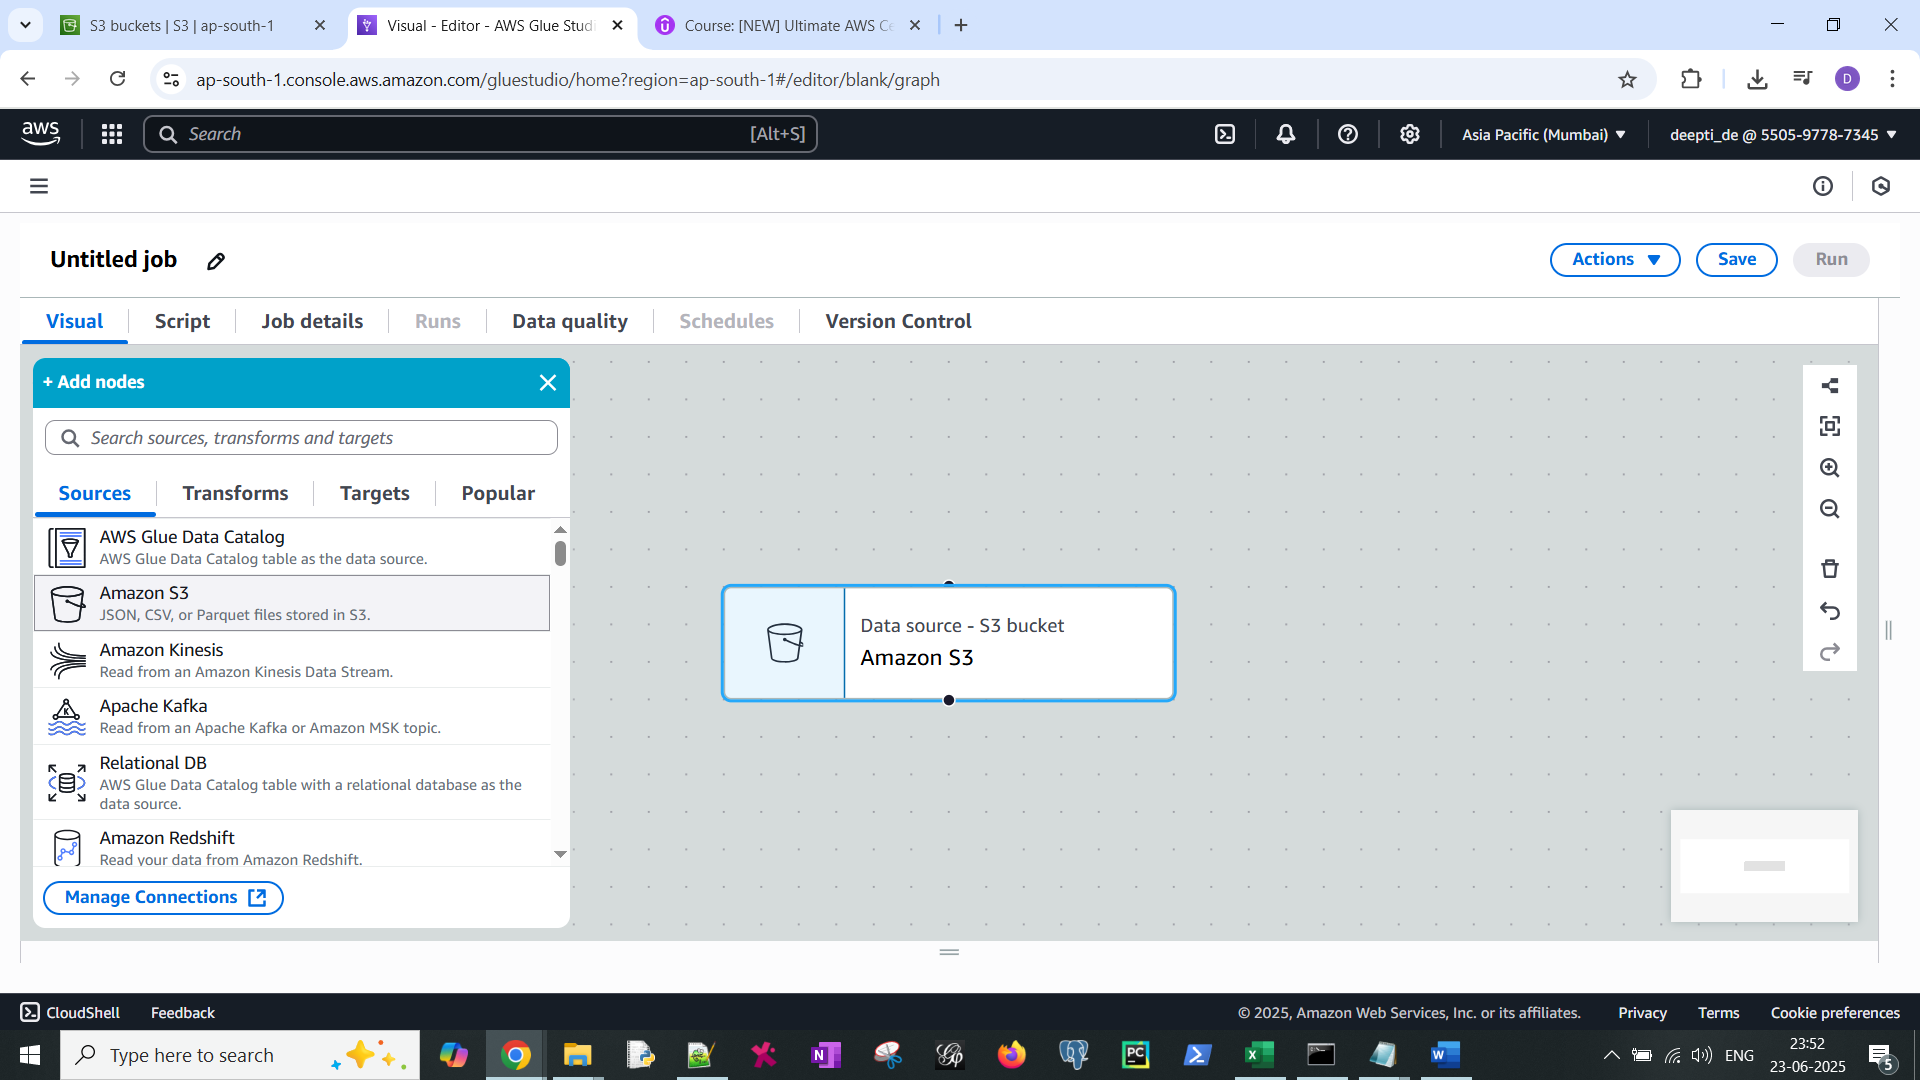 S3 buckets | S3 | ap-south-1
Visual - Editor - AWS Glue Studi
Course: [NEW] Ultimate AWS Ce
ap-south-1.console.aws.amazon.com/gluestudio/home?region=ap-south-1#/editor/blank/graph
D
aws
Search
[Alt+S]
Asia Pacific (Mumbai)
deepti_de @ 5505-9778-7345
Untitled job
Actions
Save
Run
Visual
Script
Job details
Runs
Data quality
Schedules
Version Control
+ Add nodes
Search sources, transforms and targets
Sources
Transforms
Targets
Popular
AWS Glue Data Catalog
AWS Glue Data Catalog table as the data source.
Amazon S3
JSON, CSV, or Parquet files stored in S3.
Amazon Kinesis
Read from an Amazon Kinesis Data Stream.
Apache Kafka
Read from an Apache Kafka or Amazon MSK topic.
Relational DB
AWS Glue Data Catalog table with a relational database as the
data source.
Amazon Redshift
Read your data from Amazon Redshift.
Manage Connections
Data source - S3 bucket
Amazon S3
CloudShell
Feedback
© 2025, Amazon Web Services, Inc. or its affiliates.
Privacy
Terms
Cookie preferences
Type here to search
ENG
23:52
23-06-2025
5